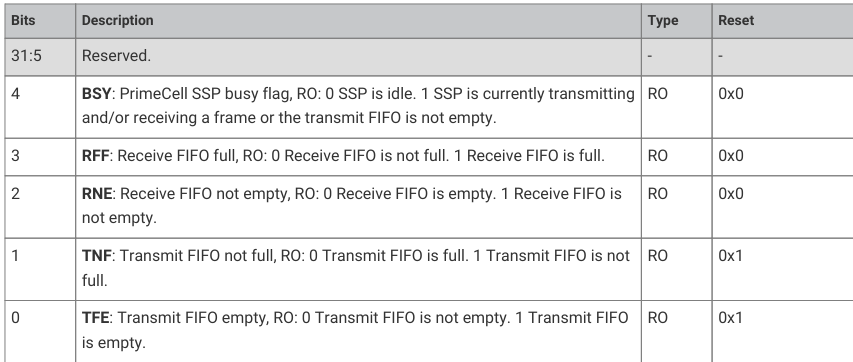 Bits Description Type Reset
31:5 Reserved. - -
4 BSY: PrimeCell SSP busy flag, RO: 0 SSP is idle. 1 SSP is currently transmitting RO 0x0
and/or receiving a frame or the transmit FIFO is not empty.
3 RFF: Receive FIFO full, RO: 0 Receive FIFO is not full. 1 Receive FIFO is full. RO 0x0
2 RNE: Receive FIFO not empty, RO: 0 Receive FIFO is empty. 1 Receive FIFO is RO 0x0
not empty.
1 TNF: Transmit FIFO not full, RO: 0 Transmit FIFO is full. 1 Transmit FIFO is not RO 0x1
full.
0 TFE: Transmit FIFO empty, RO: 0 Transmit FIFO is not empty. 1 Transmit FIFO RO 0x1
is empty.